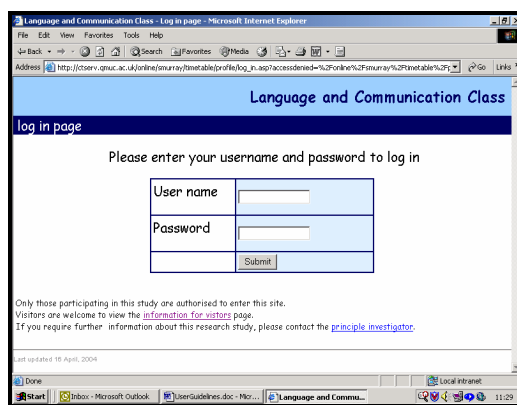 Language and Communication Class - Log in page - Microsoft Internet Explorer
File Edit View Favorites Tools Help
Back Search Favorites Media
Address http://ctserv.qmuc.ac.uk/online/smurray/timetable/profile/log_in.asp?accessdenied=%2Fonline%2Fsmurray%2Ftimetable%2Fp Go Links
Language and Communication Class
log in page
Please enter your username and password to log in
User name
Password
Submit
Only those participating in this study are authorised to enter this site.
Visitors are welcome to view the information for vistors page.
If you require further information about this research study, please contact the principle investigator.
Last updated 16 April, 2004
Done Local intranet
Start Inbox - Microsoft Outlook UserGuidelines.doc - Micr... Language and Commu... 11:29